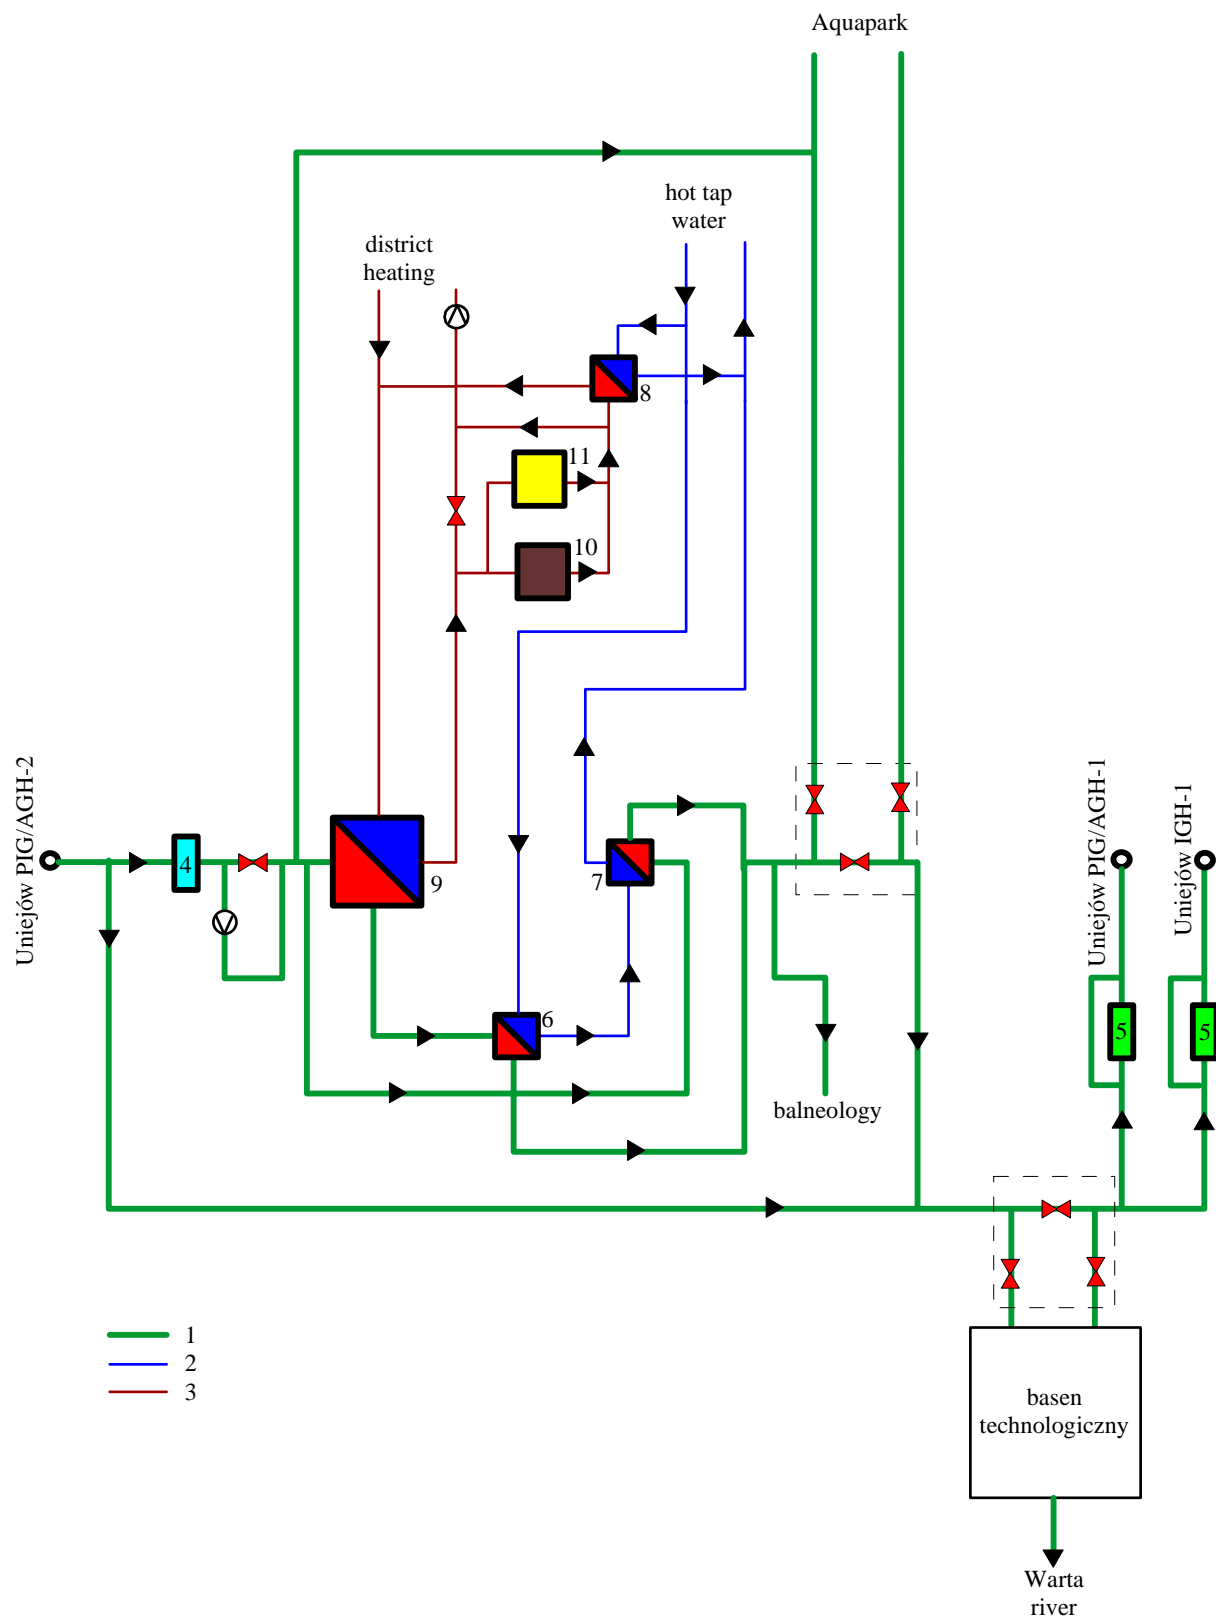 Aquapark
hot tap
water
district
heating
8
11
10
Uniejów PIG/AGH-2
4
9
7
6
Uniejów PIG/AGH-1
Uniejów IGH-1
5
5
balneology
1
2
3
basen
technologiczny
Warta
river